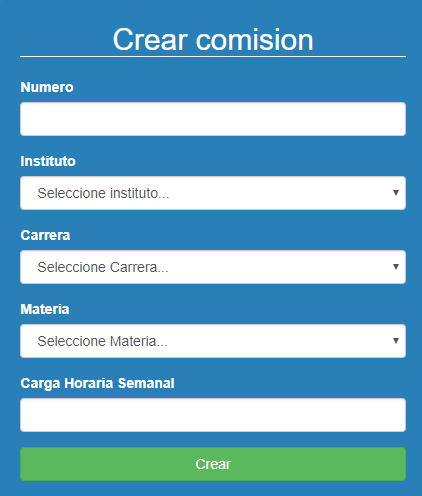 Crear comision
Numero
Instituto
Seleccione instituto...
Carrera
Seleccione Carrera...
Materia
Seleccione Materia...
Carga Horaria Semanal
Crear